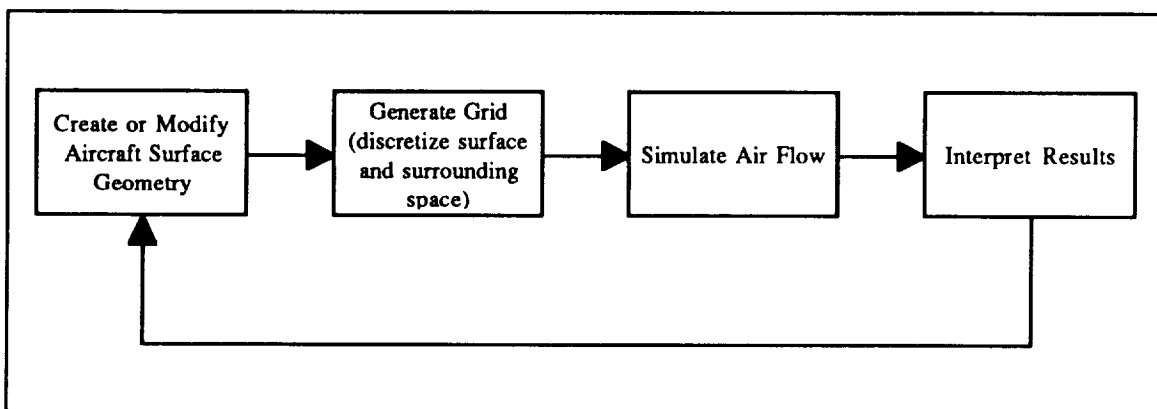 Create or Modify
Aircraft Surface
Geometry
Generate Grid
(discretize surface
and surrounding
space)
Simulate Air Flow
Interpret Results